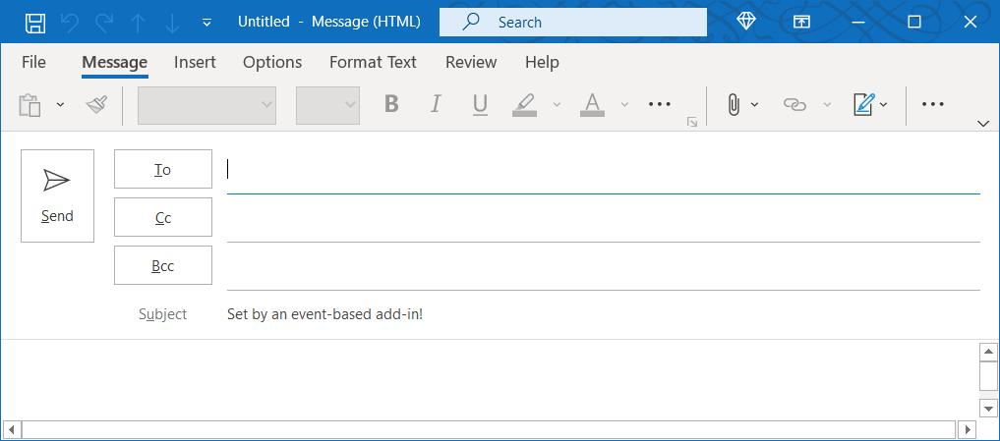 Untitled - Message (HTML)
Search
File Message Insert Options Format Text Review Help
B I U A
Send
To
Cc
Bcc
Subject Set by an event-based add-in!